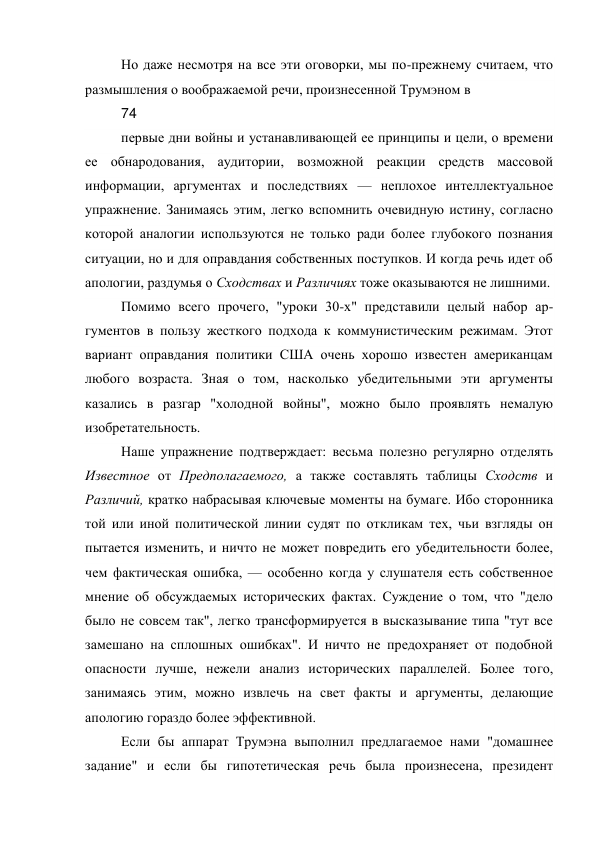 Но даже несмотря на все эти оговорки, мы по-прежнему считаем, что
размышления о воображаемой речи, произнесенной Трумэном в
74
первые дни войны и устанавливающей ее принципы и цели, о времени
ее обнародования, аудитории, возможной реакции средств массовой
информации, аргументах и последствиях — неплохое интеллектуальное
упражнение. Занимаясь этим, легко вспомнить очевидную истину, согласно
которой аналогии используются не только ради более глубокого познания
ситуации, но и для оправдания собственных поступков. И когда речь идет об
апологии, раздумья о Сходствах и Различиях тоже оказываются не лишними.
Помимо всего прочего, "уроки 30-х" представили целый набор ар-
гументов в пользу жесткого подхода к коммунистическим режимам. Этот
вариант оправдания политики США очень хорошо известен американцам
любого возраста. Зная о том, насколько убедительными эти аргументы
казались в разгар "холодной войны", можно было проявлять немалую
изобретательность.
Наше упражнение подтверждает: весьма полезно регулярно отделять
Известное от Предполагаемого, а также составлять таблицы Сходств и
Различий, кратко набрасывая ключевые моменты на бумаге. Ибо сторонника
той или иной политической линии судят по откликам тех, чьи взгляды он
пытается изменить, и ничто не может повредить его убедительности более,
чем фактическая ошибка, — особенно когда у слушателя есть собственное
мнение об обсуждаемых исторических фактах. Суждение о том, что "дело
было не совсем так", легко трансформируется в высказывание типа "тут все
замешано на сплошных ошибках". И ничто не предохраняет от подобной
опасности лучше, нежели анализ исторических параллелей. Более того,
занимаясь этим, можно извлечь на свет факты и аргументы, делающие
апологию гораздо более эффективной.
Если бы аппарат Трумэна выполнил предлагаемое нами "домашнее
задание" и если бы гипотетическая речь была произнесена, президент